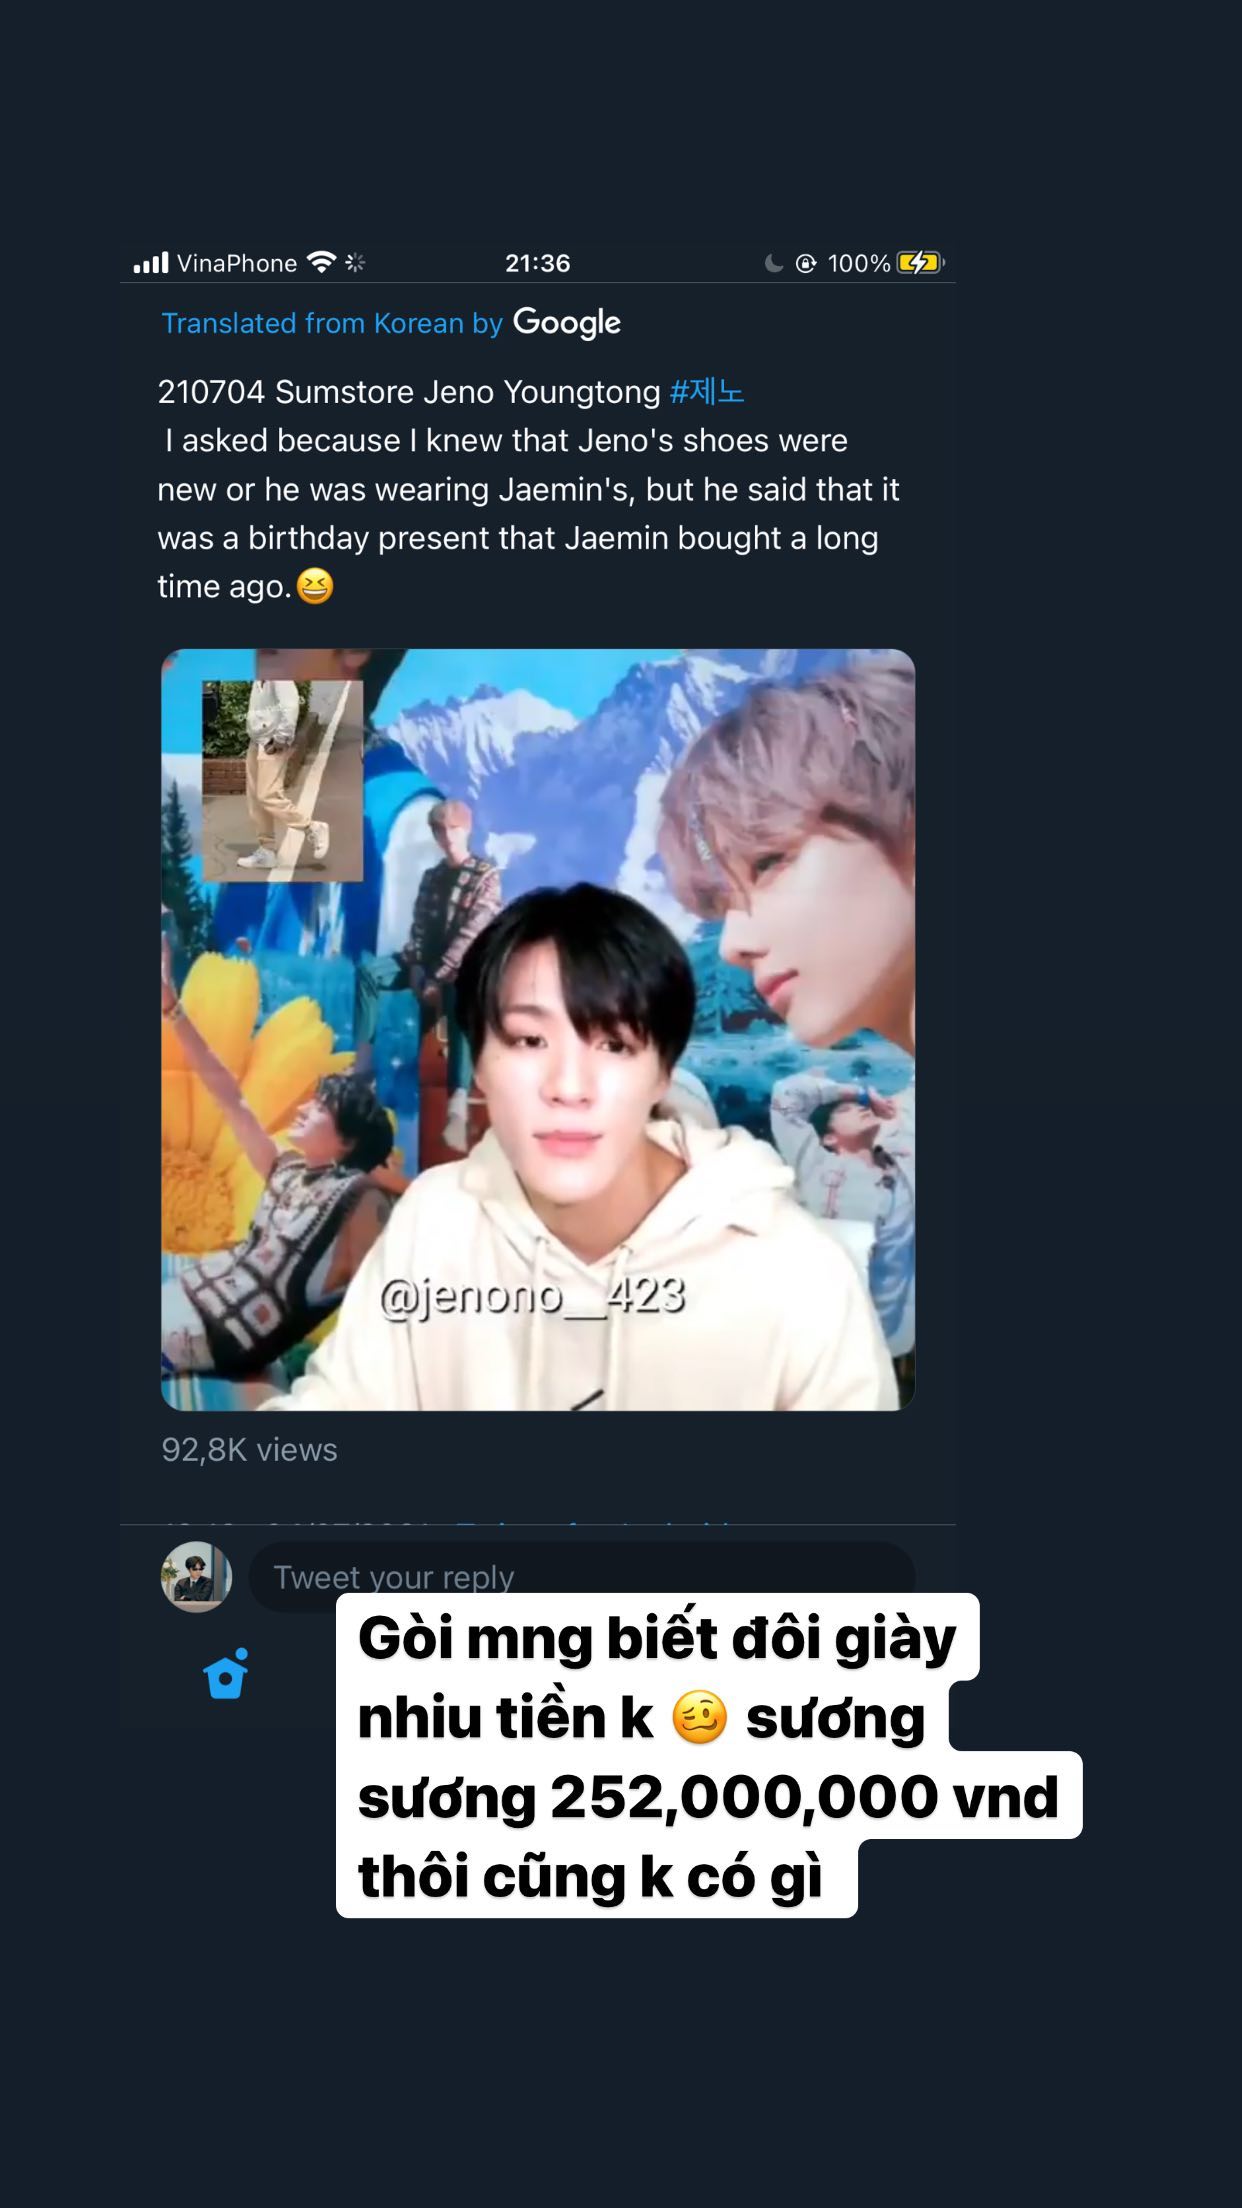 VinaPhone 21:36 100%
Translated from Korean by Google
210704 Sumstore Jeno Youngtong #제노
I asked because I knew that Jeno's shoes were
new or he was wearing Jaemin's, but he said that it
was a birthday present that Jaemin bought a long
time ago.😆
@jenono__423
92,8K views
Tweet your reply
Gòi mng biết đôi giày
nhiu tiền k 🥴 sương
sương 252,000,000 vnd
thôi cũng k có gì